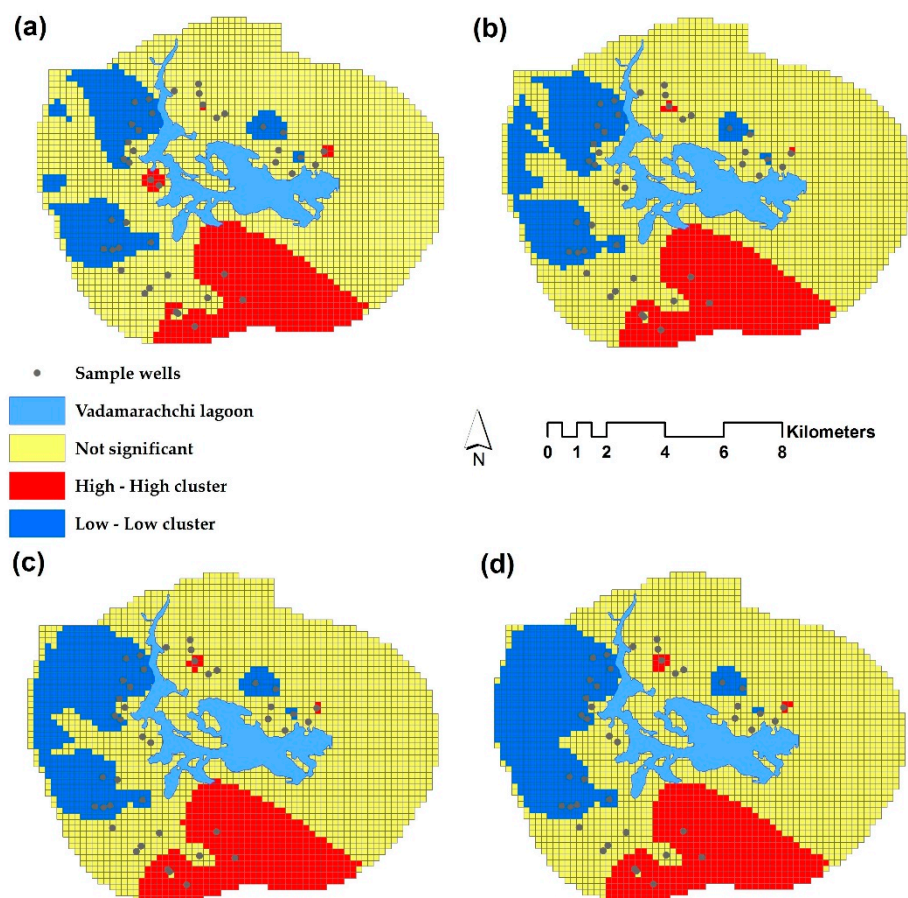 (a)
(b)
Sample wells
Vadamarachchi lagoon
Not significant
High - High cluster
Low - Low cluster
N
Kilometers
0 1 2 4 6 8
(c)
(d)